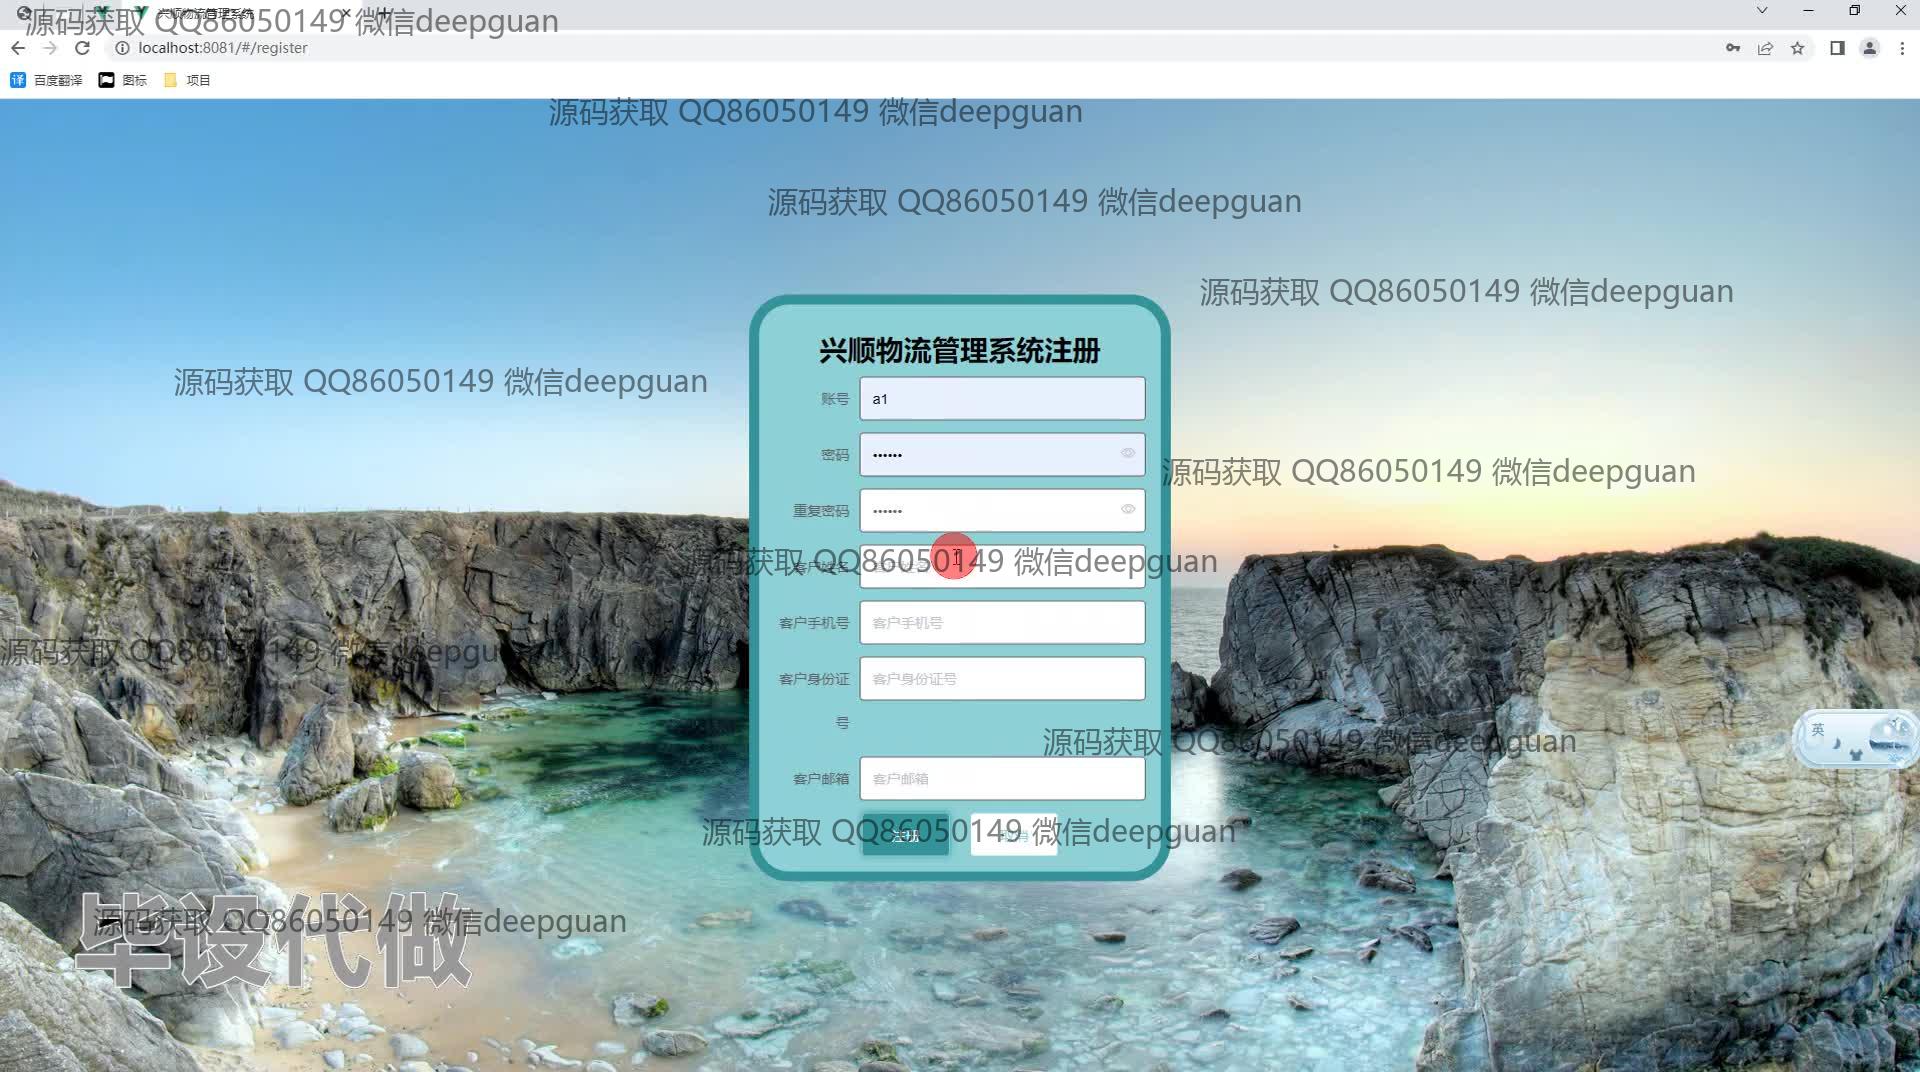 兴顺物流管理系统
源码获取 QQ86050149 微信deepguan
localhost:8081/#/register
译 百度翻译 图标 项目
源码获取 QQ86050149 微信deepguan
源码获取 QQ86050149 微信deepguan
源码获取 QQ86050149 微信deepguan
兴顺物流管理系统注册
源码获取 QQ86050149 微信deepguan
账号 a1
密码 ••••••
源码获取 QQ86050149 微信deepguan
重复密码 ••••••
客户姓名
源码获取 QQ86050149 微信deepguan
客户手机号 客户手机号
源码获取 QQ86050149 微信deepguan
客户身份证 客户身份证号
号
英
源码获取 QQ86050149 微信deepguan
客户邮箱 客户邮箱
注册 取消
源码获取 QQ86050149 微信deepguan
源码获取 QQ86050149 微信deepguan
毕设代做